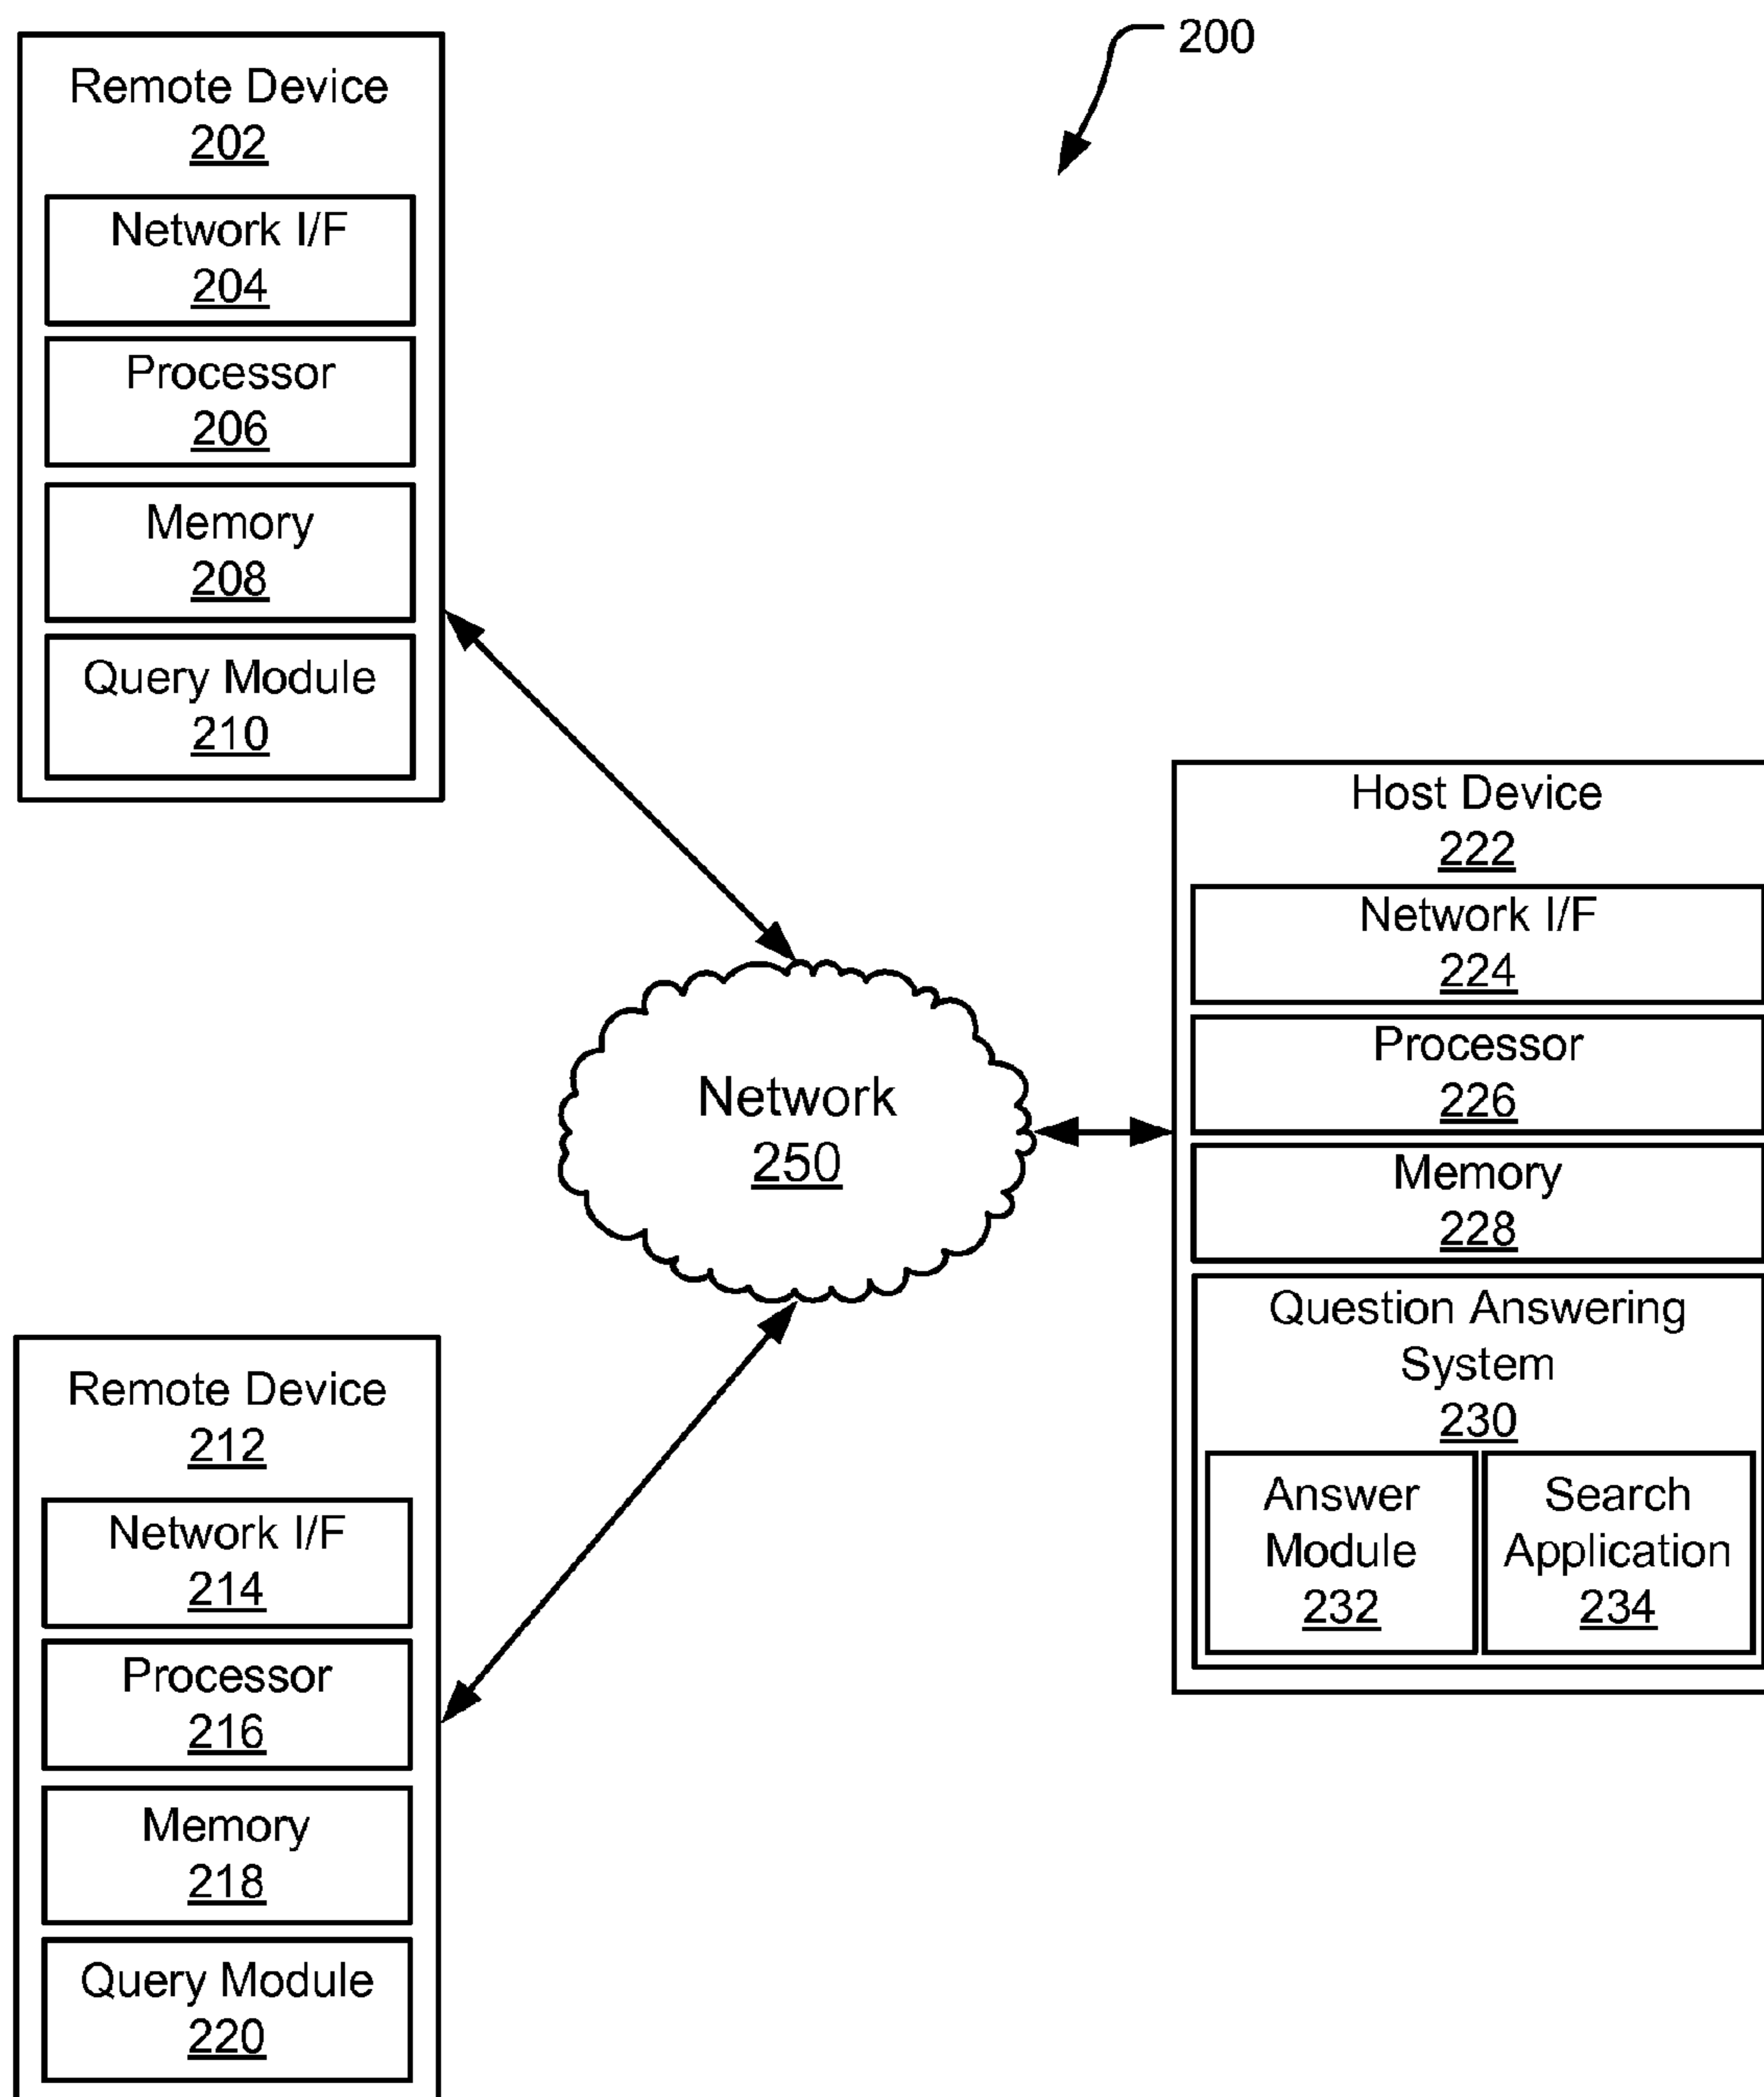 200
Remote Device
202
Network I/F
204
Processor
206
Memory
208
Query Module
210
Network
250
Host Device
222
Network I/F
224
Processor
226
Memory
228
Question Answering
System
230
Answer
Module
232
Search
Application
234
Remote Device
212
Network I/F
214
Processor
216
Memory
218
Query Module
220